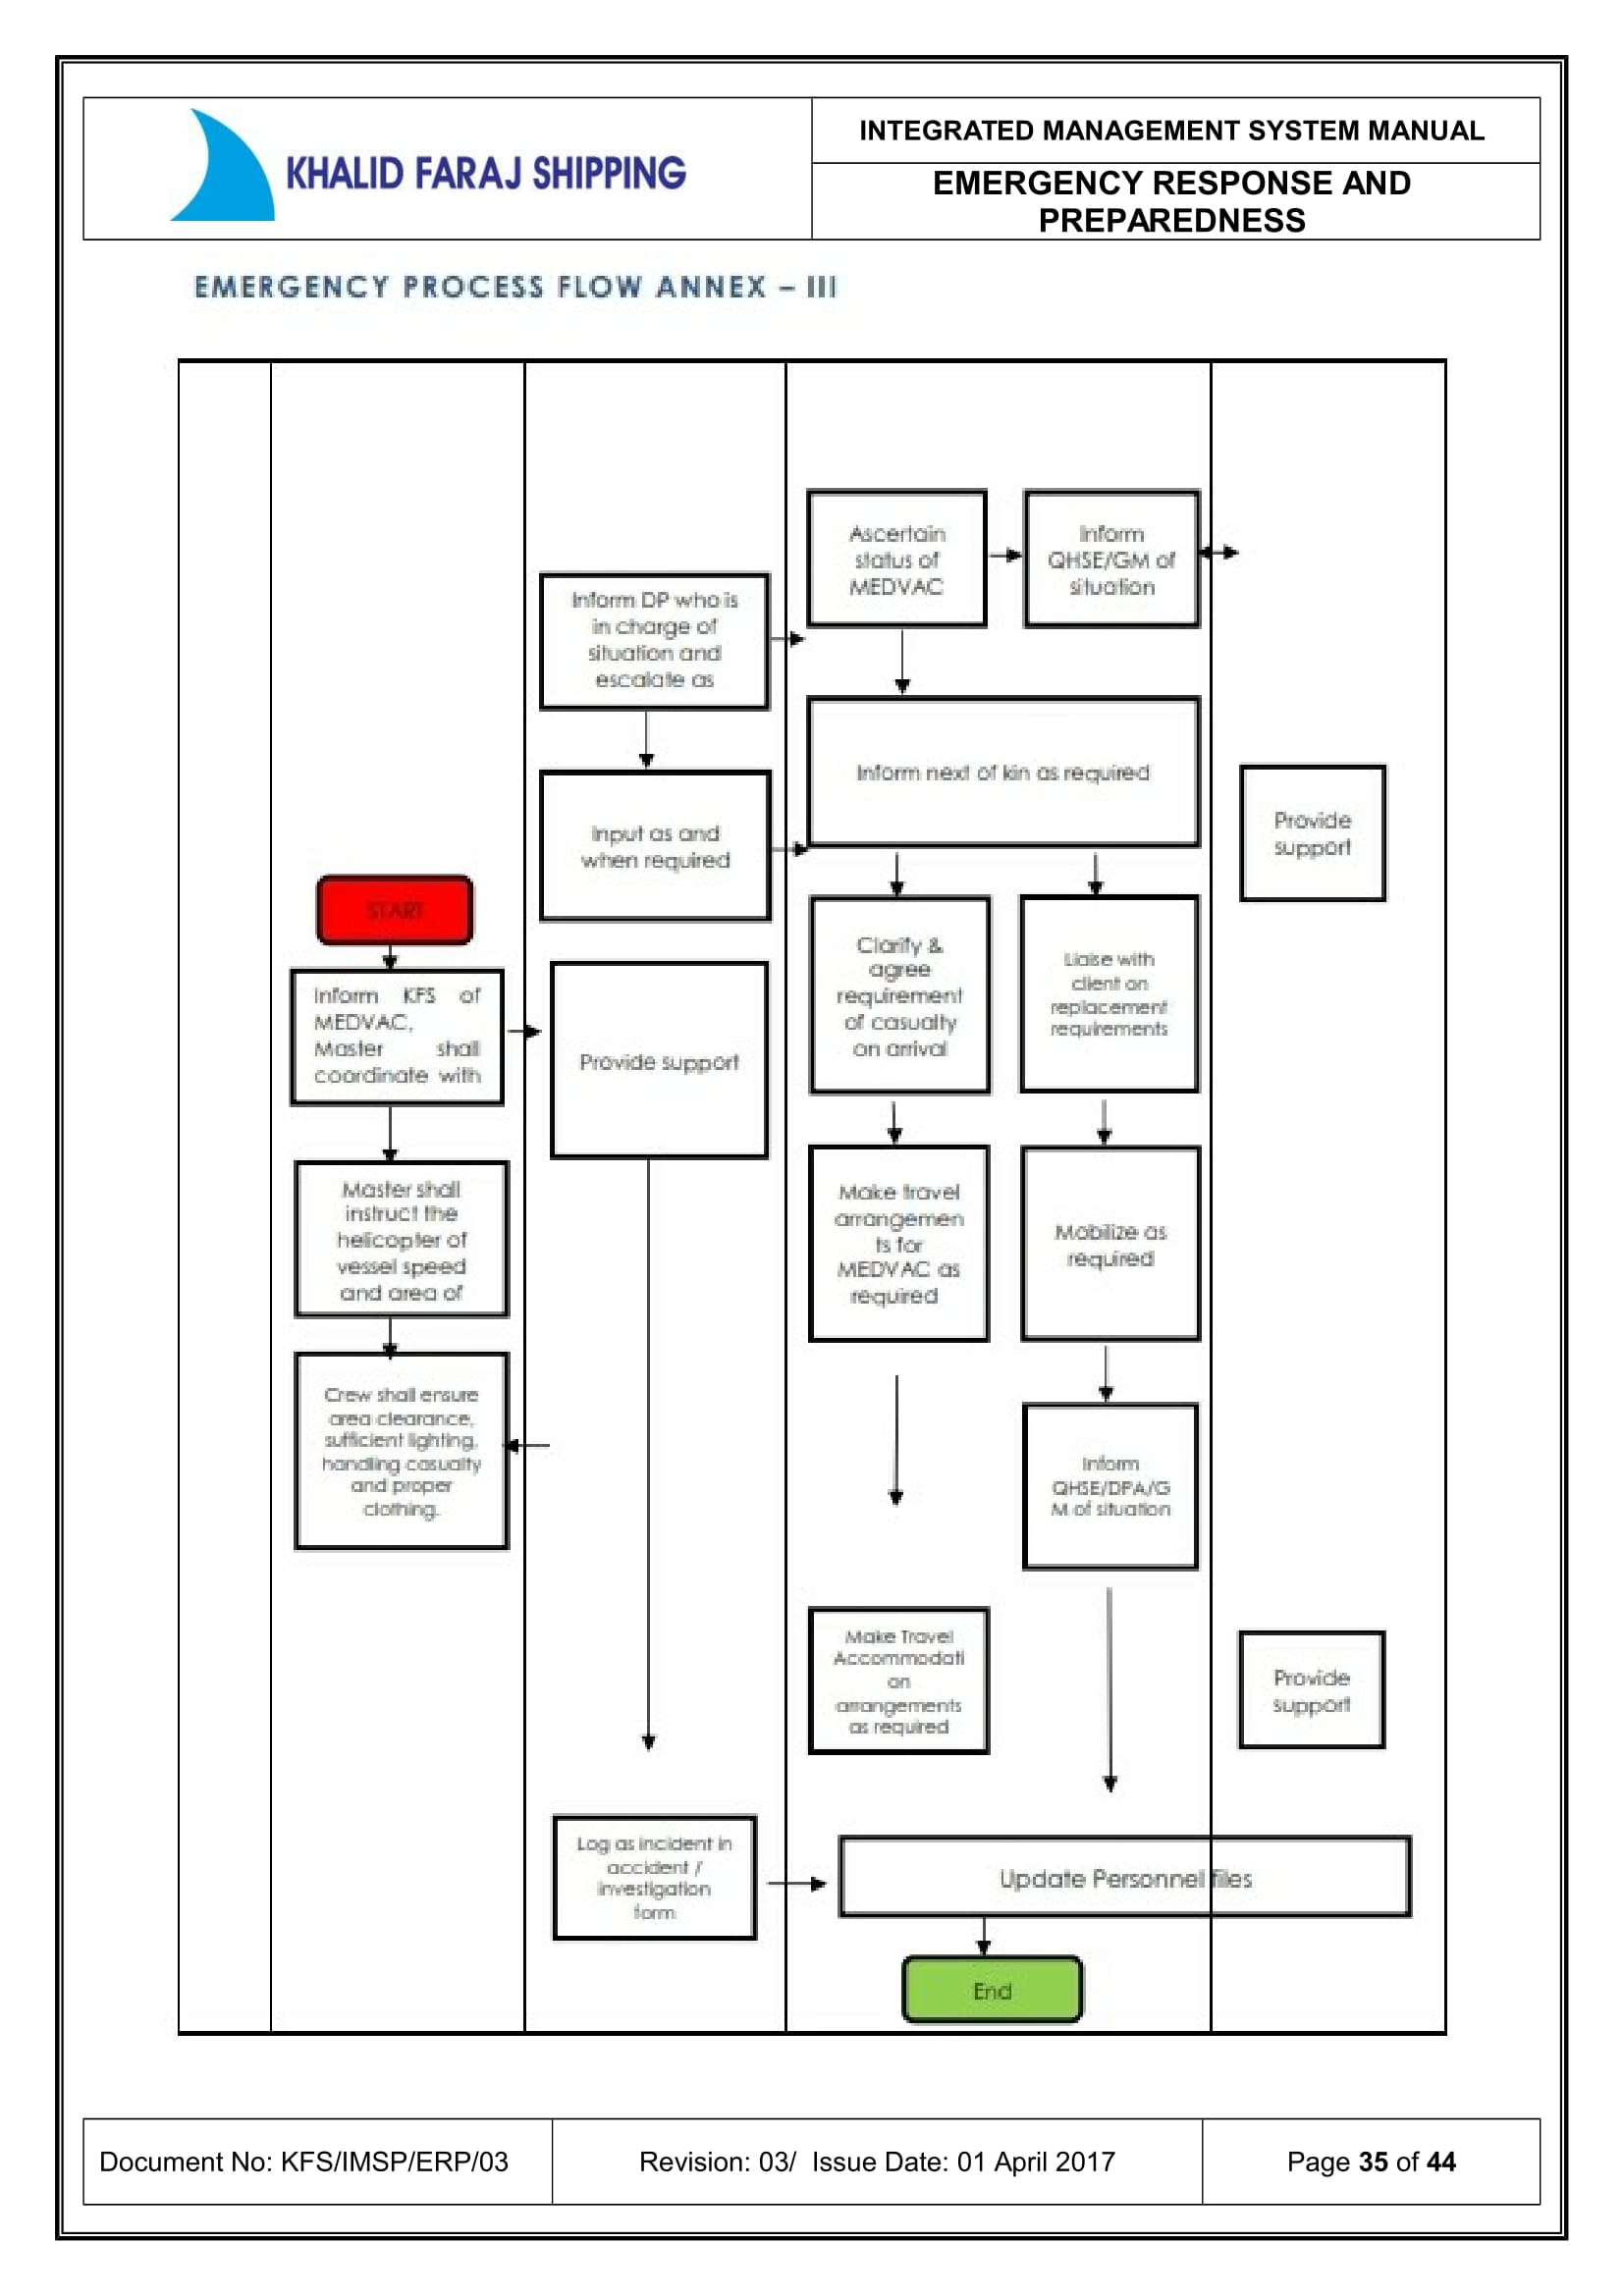 KHALID FARAJ SHIPPING
INTEGRATED MANAGEMENT SYSTEM MANUAL
EMERGENCY RESPONSE AND
PREPAREDNESS
EMERGENCY PROCESS FLOW ANNEX – III
Ascertain
status of
MEDVAC
Inform
QHSE/GM of
situation
Inform DP who is
in charge of
situation and
escalate as
Inform next of kin as required
Input as and
when required
Provide
support
START
Inform KFS of
MEDVAC,
Master shall
coordinate with
Provide support
Clarify &
agree
requirement
of casualty
on arrival
Liaise with
client on
replacement
requirements
Master shall
instruct the
helicopter of
vessel speed
and area of
Make travel
arrangemen
ts for
MEDVAC as
required
Mobilize as
required
Crew shall ensure
area clearance,
sufficient lighting,
handling casualty
and proper
clothing.
Inform
QHSE/DPA/G
M of situation
Make Travel
Accommodati
on
arrangements
as required
Provide
support
Log as incident in
accident /
investigation
form
Update Personnel files
End
Document No: KFS/IMSP/ERP/03
Revision: 03/ Issue Date: 01 April 2017
Page 35 of 44